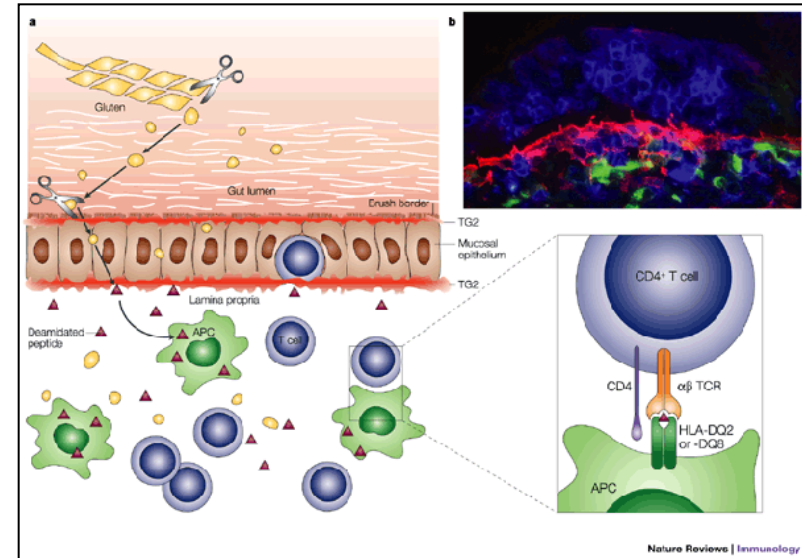 a
b
Gluten
Gut lumen
Brush border
TG2
Mucosal
epithelium
TG2
Lamina propria
Deamidated
peptide
APC
T cell
CD4+ T cell
CD4
αβ TCR
HLA-DQ2
or -DQ8
APC
Nature Reviews | Immunology